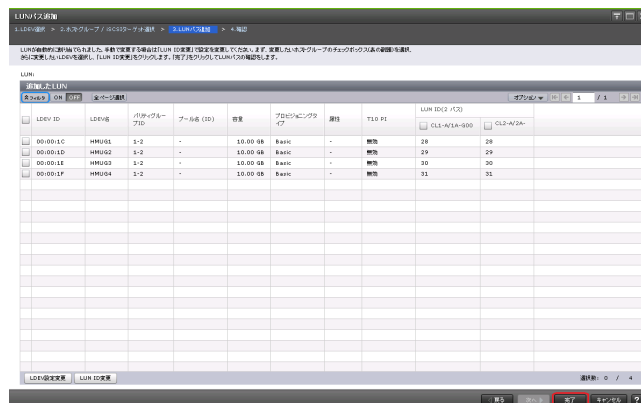 LUNパス追加
1.LDEV選択 > 2.ホストグループ / iSCSIターゲット選択 > 3.LUNパス追加 > 4.確認
LUNが自動的に割り当てられました。手動で変更する場合は「LUN ID変更」で設定を変更してください。まず、変更したいホストグループのチェックボックス(表の右側)を選択、
さらに変更したいLDEVを選択し、「LUN ID変更」をクリックします。「完了」をクリックしてLUNパスの確認をします。
LUN:
追加したLUN
フィルタ ON OFF 全ページ選択 オプション 1 / 1
LDEV ID LDEV名 パリティグループID プール名 (ID) 容量 プロビジョニングタイプ 属性 T10 PI LUN ID(2 パス)
CL1-A/1A-G00 CL2-A/2A-
00:00:1C HMUG1 1-2 - 10.00 GB Basic - 無効 28 28
00:00:1D HMUG2 1-2 - 10.00 GB Basic - 無効 29 29
00:00:1E HMUG3 1-2 - 10.00 GB Basic - 無効 30 30
00:00:1F HMUG4 1-2 - 10.00 GB Basic - 無効 31 31
LDEV設定変更 LUN ID変更 選択数: 0 / 4
戻る 次へ 完了 キャンセル ?